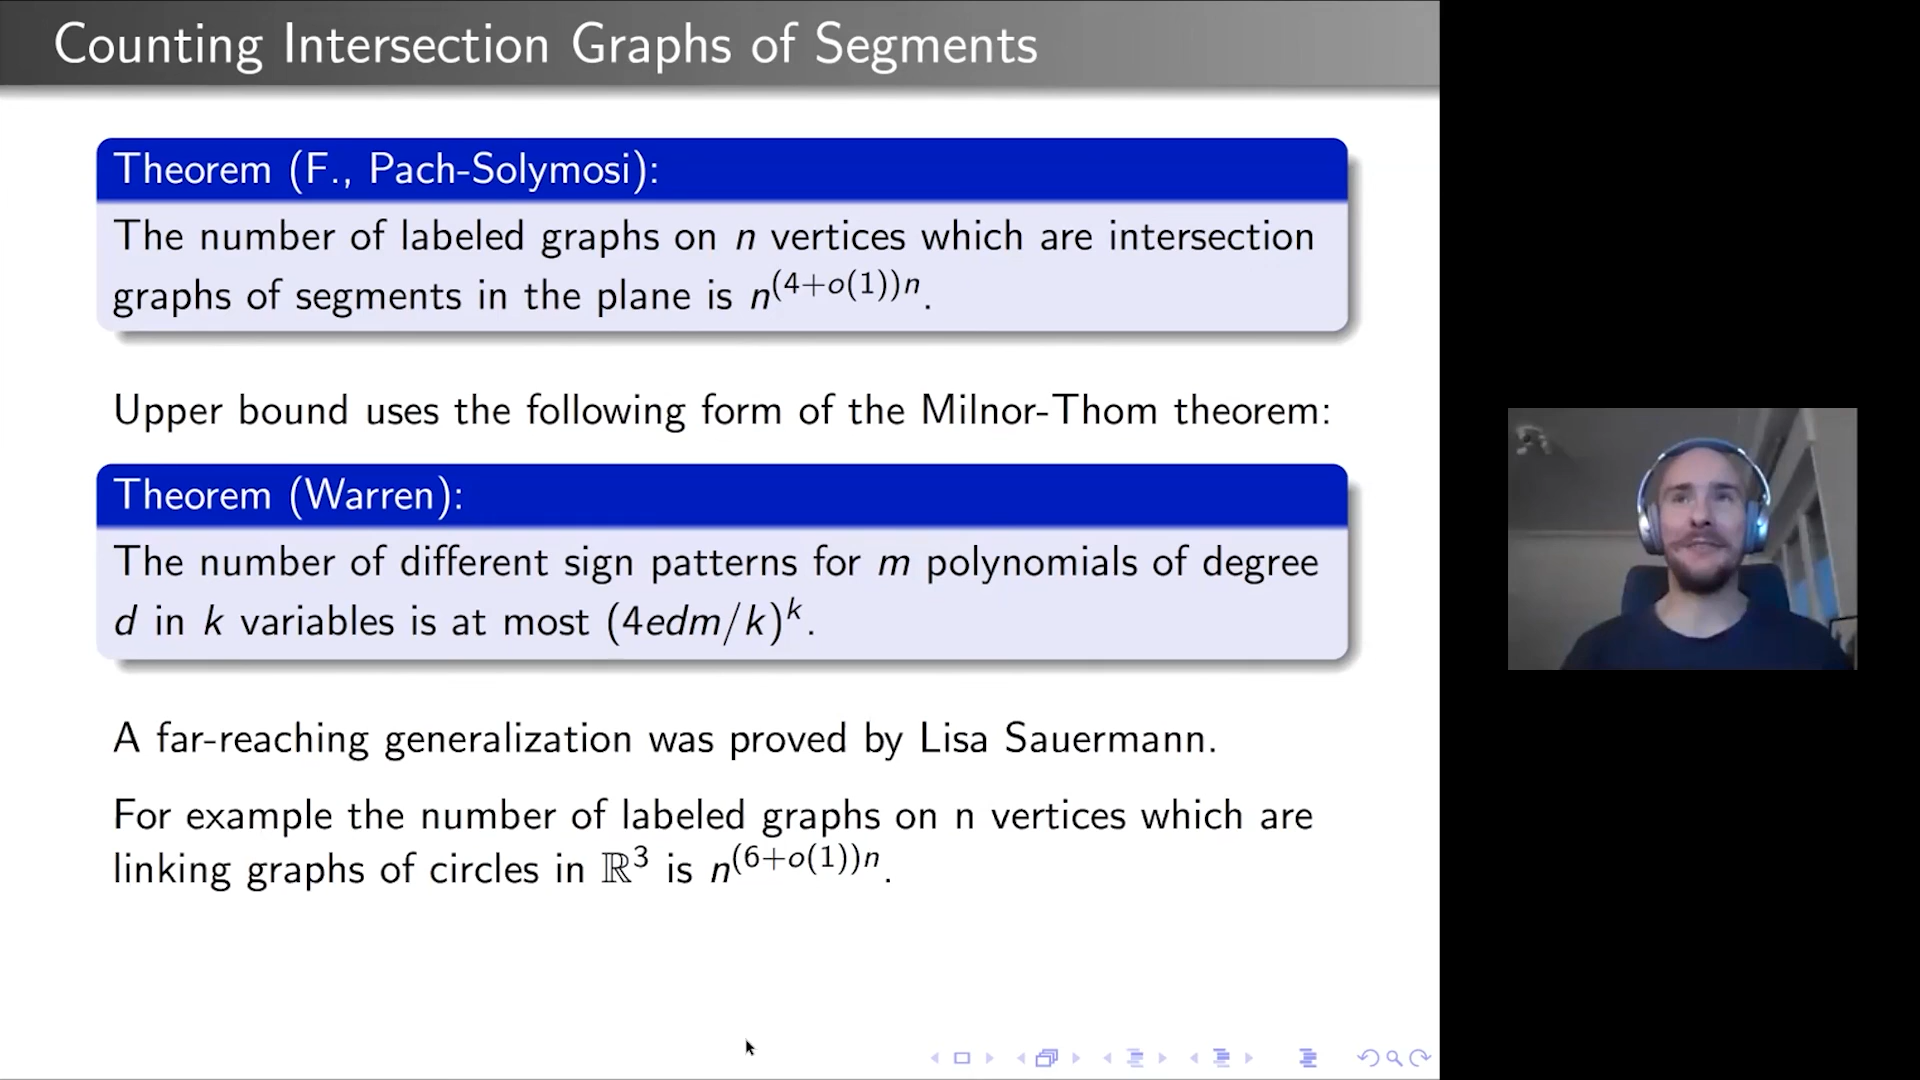 Counting Intersection Graphs of Segments
Theorem (F., Pach-Solymosi):
The number of labeled graphs on n vertices which are intersection
graphs of segments in the plane is n^{(4+o(1))n}.
Upper bound uses the following form of the Milnor-Thom theorem:
Theorem (Warren):
The number of different sign patterns for m polynomials of degree
d in k variables is at most (4edm/k)^k.
A far-reaching generalization was proved by Lisa Sauermann.
For example the number of labeled graphs on n vertices which are
linking graphs of circles in ℝ^3 is n^{(6+o(1))n}.